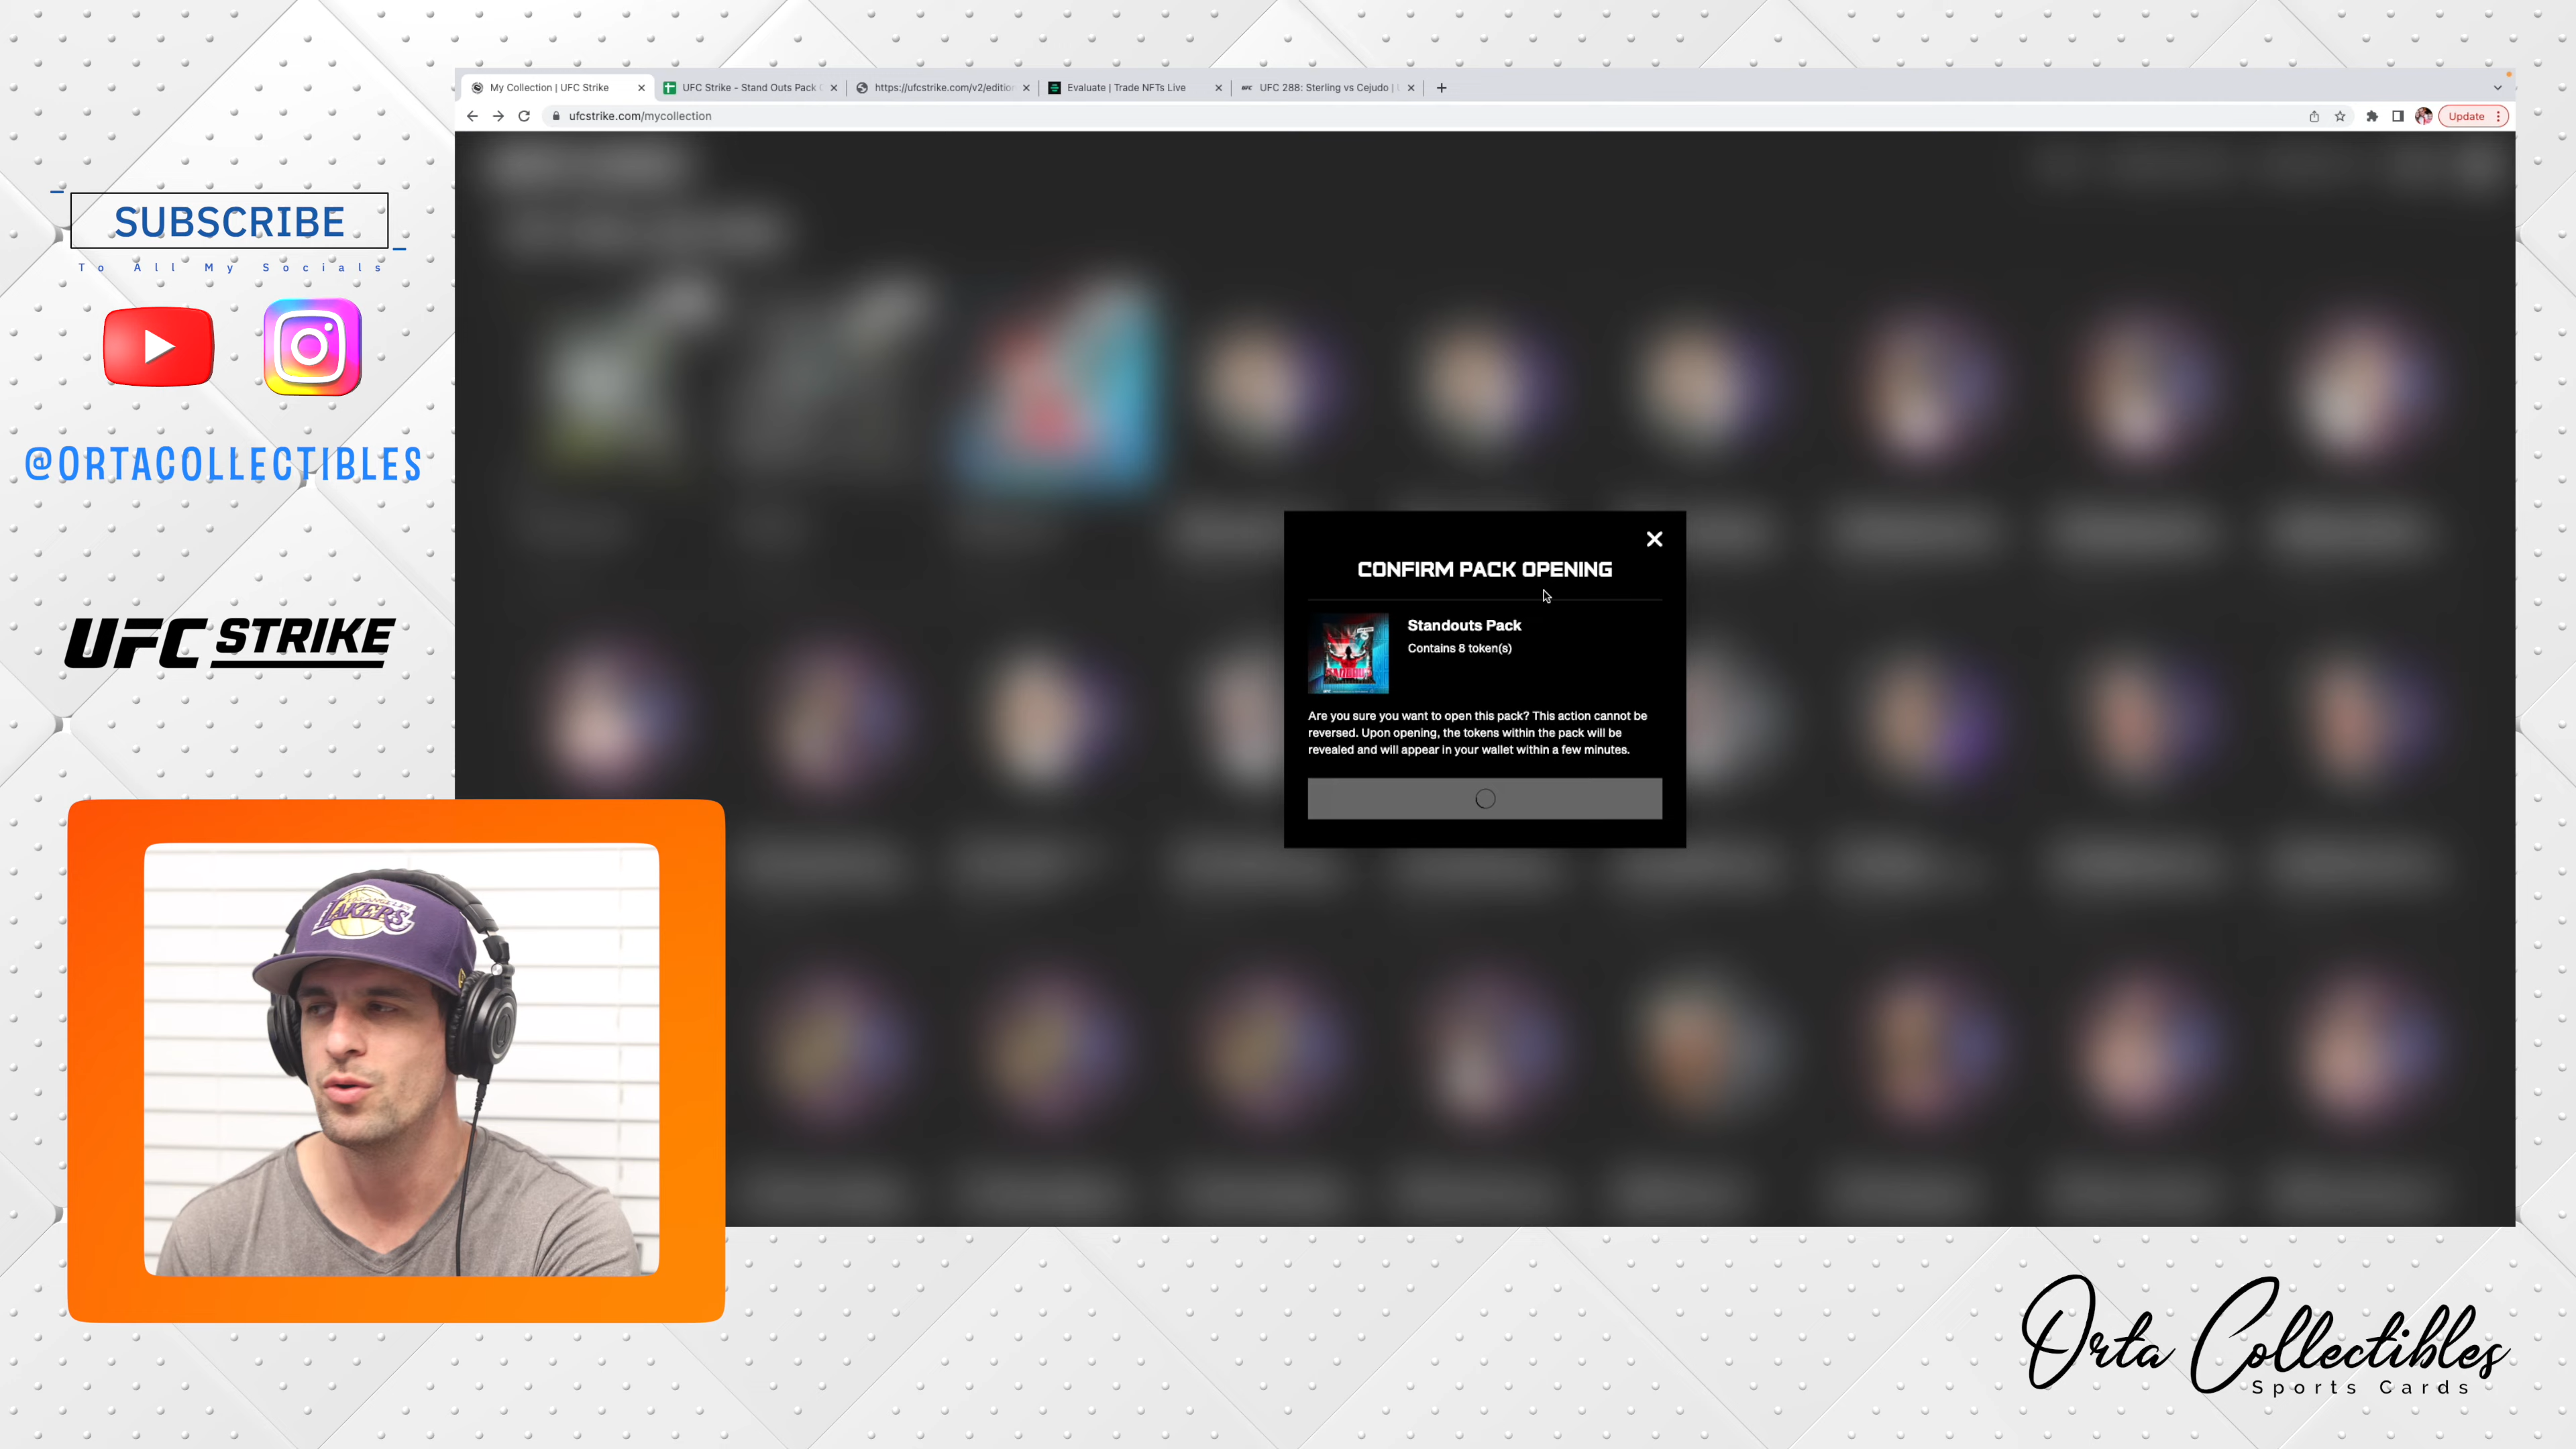 My Collection | UFC Strike
UFC Strike - Stand Outs Pack
https://ufcstrike.com/v2/edition
Evaluate | Trade NFTs Live
UFC 288: Sterling vs Cejudo |
ufcstrike.com/mycollection
Update
SUBSCRIBE
To All My Socials
@ORTACOLLECTIBLES
UFC STRIKE
CONFIRM PACK OPENING
Standouts Pack
Contains 8 token(s)
Are you sure you want to open this pack? This action cannot be
reversed. Upon opening, the tokens within the pack will be
revealed and will appear in your wallet within a few minutes.
LAKERS
Orta Collectibles
Sports Cards